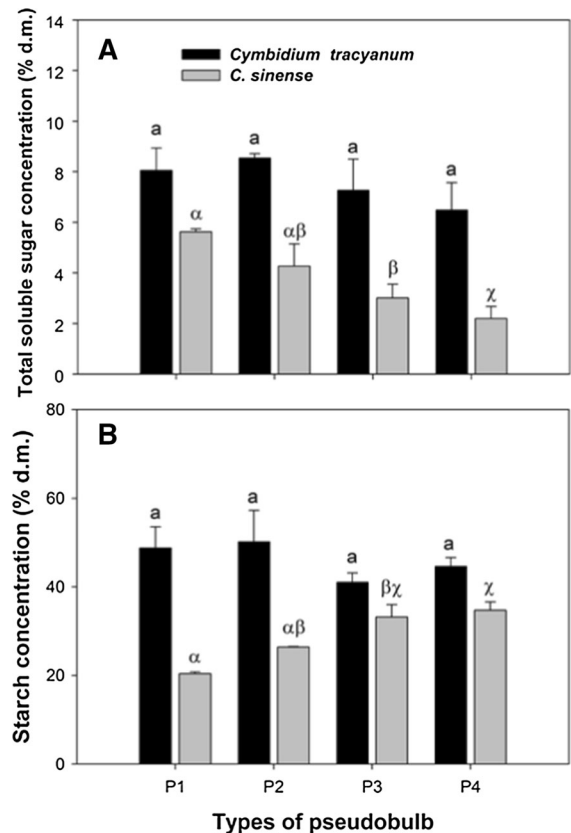 Total soluble sugar concentration (% d.m.)
14
12
10
8
6
4
2
0
A
Cymbidium tracyanum
C. sinense
a
α
a
αβ
a
β
a
χ
Starch concentration (% d.m.)
80
60
40
20
0
B
a
α
a
αβ
a
βχ
a
χ
P1 P2 P3 P4
Types of pseudobulb